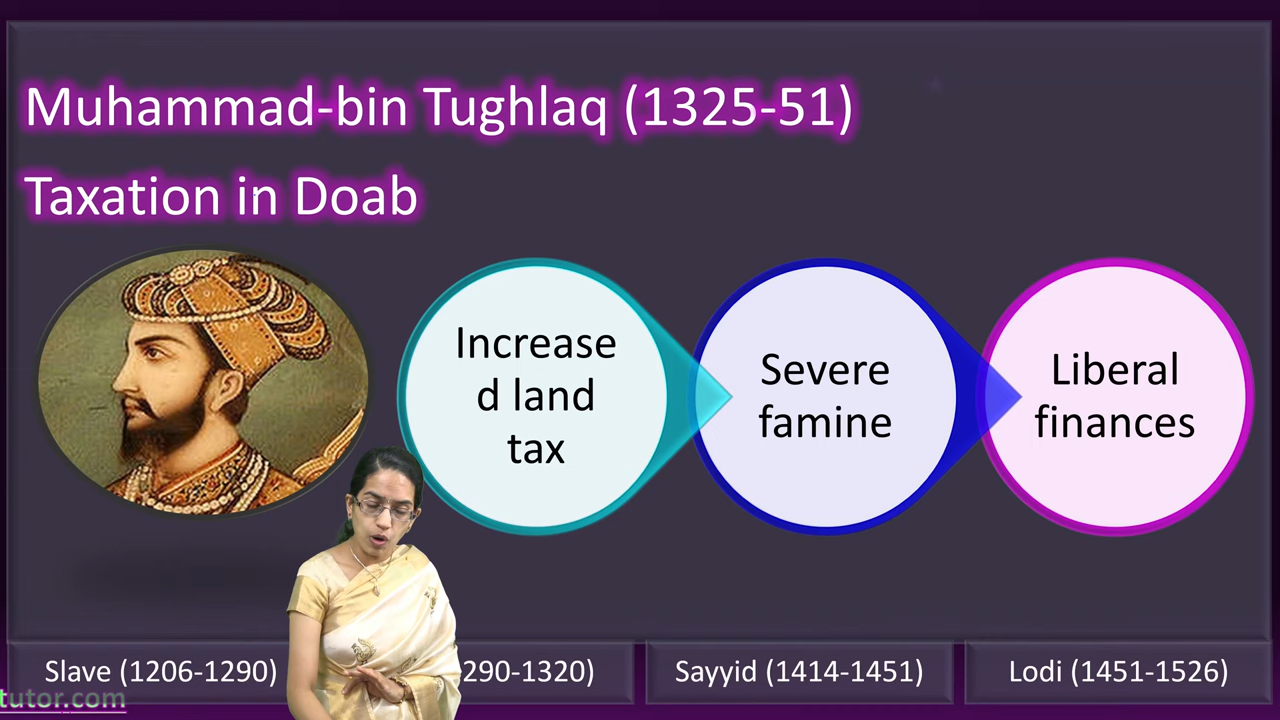 Muhammad-bin Tughlaq (1325-51)
Taxation in Doab
Increase
d land
tax
Severe
famine
Liberal
finances
Slave (1206-1290)
290-1320)
Sayyid (1414-1451)
Lodi (1451-1526)
tutor.com